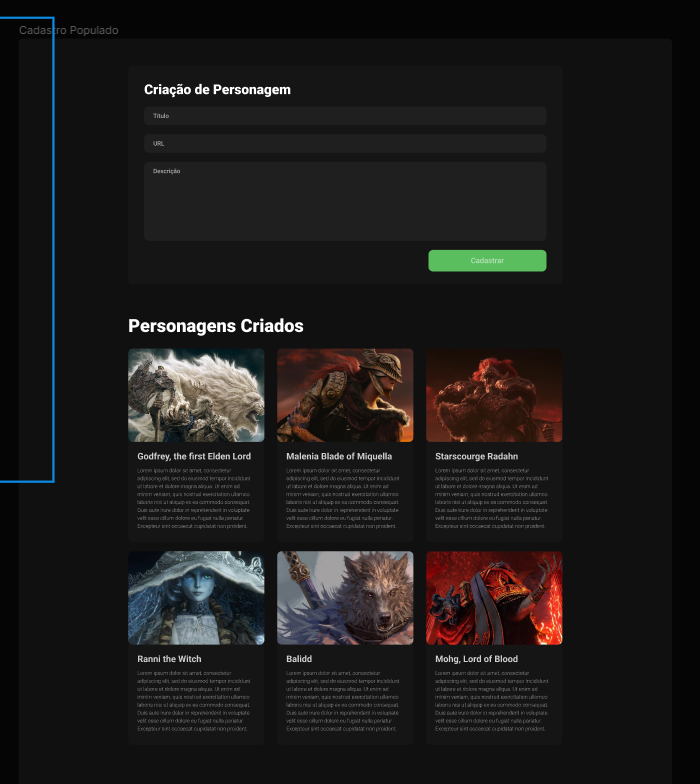 Cadastro Populado
Criação de Personagem
Título
URL
Descrição
Cadastrar
Personagens Criados
Godfrey, the first Elden Lord
Lorem ipsum dolor sit amet, consectetur
adipiscing elit, sed do eiusmod tempor incididunt
ut labore et dolore magna aliqua. Ut enim ad
minim veniam, quis nostrud exercitation ullamco
laboris nisi ut aliquip ex ea commodo consequat.
Duis aute irure dolor in reprehenderit in voluptate
velit esse cillum dolore eu fugiat nulla pariatur.
Excepteur sint occaecat cupidatat non proident.
Malenia Blade of Miquella
Lorem ipsum dolor sit amet, consectetur
adipiscing elit, sed do eiusmod tempor incididunt
ut labore et dolore magna aliqua. Ut enim ad
minim veniam, quis nostrud exercitation ullamco
laboris nisi ut aliquip ex ea commodo consequat.
Duis aute irure dolor in reprehenderit in voluptate
velit esse cillum dolore eu fugiat nulla pariatur.
Excepteur sint occaecat cupidatat non proident.
Starscourge Radahn
Lorem ipsum dolor sit amet, consectetur
adipiscing elit, sed do eiusmod tempor incididunt
ut labore et dolore magna aliqua. Ut enim ad
minim veniam, quis nostrud exercitation ullamco
laboris nisi ut aliquip ex ea commodo consequat.
Duis aute irure dolor in reprehenderit in voluptate
velit esse cillum dolore eu fugiat nulla pariatur.
Excepteur sint occaecat cupidatat non proident.
Ranni the Witch
Lorem ipsum dolor sit amet, consectetur
adipiscing elit, sed do eiusmod tempor incididunt
ut labore et dolore magna aliqua. Ut enim ad
minim veniam, quis nostrud exercitation ullamco
laboris nisi ut aliquip ex ea commodo consequat.
Duis aute irure dolor in reprehenderit in voluptate
velit esse cillum dolore eu fugiat nulla pariatur.
Excepteur sint occaecat cupidatat non proident.
Balidd
Lorem ipsum dolor sit amet, consectetur
adipiscing elit, sed do eiusmod tempor incididunt
ut labore et dolore magna aliqua. Ut enim ad
minim veniam, quis nostrud exercitation ullamco
laboris nisi ut aliquip ex ea commodo consequat.
Duis aute irure dolor in reprehenderit in voluptate
velit esse cillum dolore eu fugiat nulla pariatur.
Excepteur sint occaecat cupidatat non proident.
Mohg, Lord of Blood
Lorem ipsum dolor sit amet, consectetur
adipiscing elit, sed do eiusmod tempor incididunt
ut labore et dolore magna aliqua. Ut enim ad
minim veniam, quis nostrud exercitation ullamco
laboris nisi ut aliquip ex ea commodo consequat.
Duis aute irure dolor in reprehenderit in voluptate
velit esse cillum dolore eu fugiat nulla pariatur.
Excepteur sint occaecat cupidatat non proident.